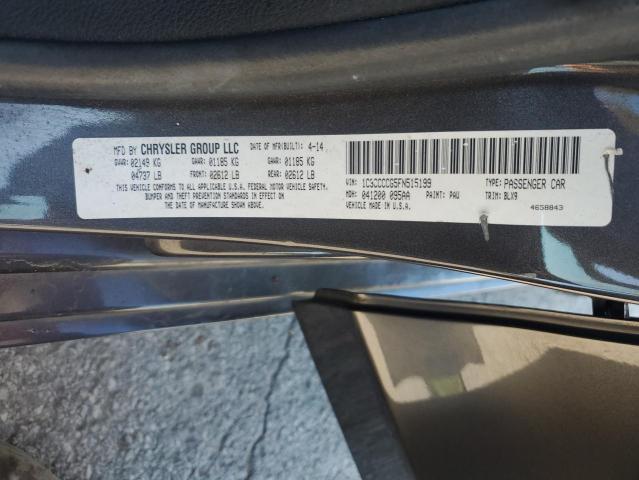 MFD BY CHRYSLER GROUP LLC DATE OF MFR(BUILT): 4-14
GVWR: 02149 KG GAWR: 01185 KG GAWR: 01185 KG
04737 LB FRONT: 02612 LB REAR: 02612 LB
THIS VEHICLE CONFORMS TO ALL APPLICABLE U.S.A. FEDERAL MOTOR VEHICLE SAFETY,
BUMPER AND THEFT PREVENTION STANDARDS IN EFFECT ON
THE DATE OF MANUFACTURE SHOWN ABOVE.
VIN: 1C3CCCCG5FN515199 TYPE: PASSENGER CAR
MDH: 041200 095AA PAINT: PAU TRIM: BLX9
VEHICLE MADE IN U.S.A. 4658843